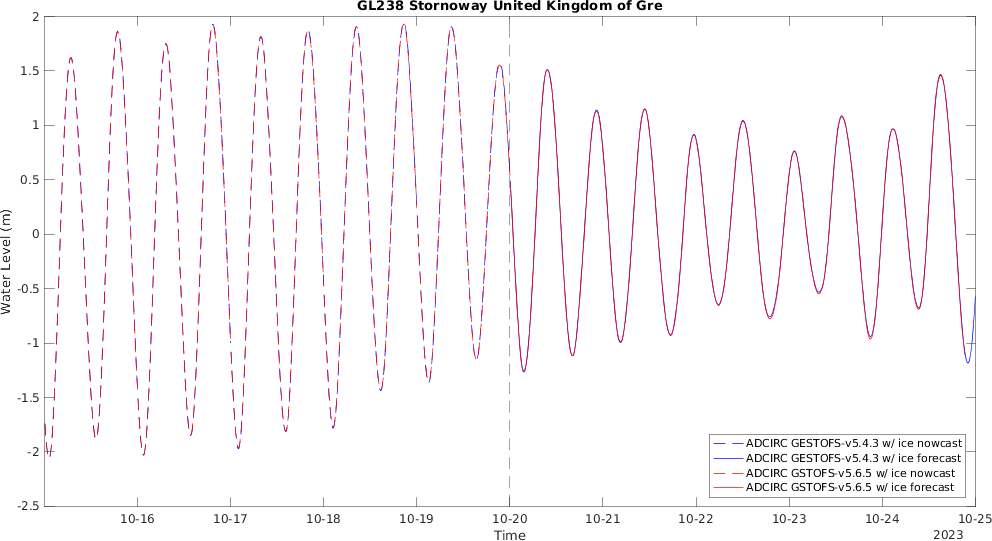 GL238 Stornoway United Kingdom of Gre
2
1.5
1
0.5
0
-0.5
-1
-1.5
-2
-2.5
Water Level (m)
ADCIRC GESTOFS-v5.4.3 w/ ice nowcast
ADCIRC GESTOFS-v5.4.3 w/ ice forecast
ADCIRC GSTOFS-v5.6.5 w/ ice nowcast
ADCIRC GSTOFS-v5.6.5 w/ ice forecast
10-16 10-17 10-18 10-19 10-20 10-21 10-22 10-23 10-24 10-25
Time
2023